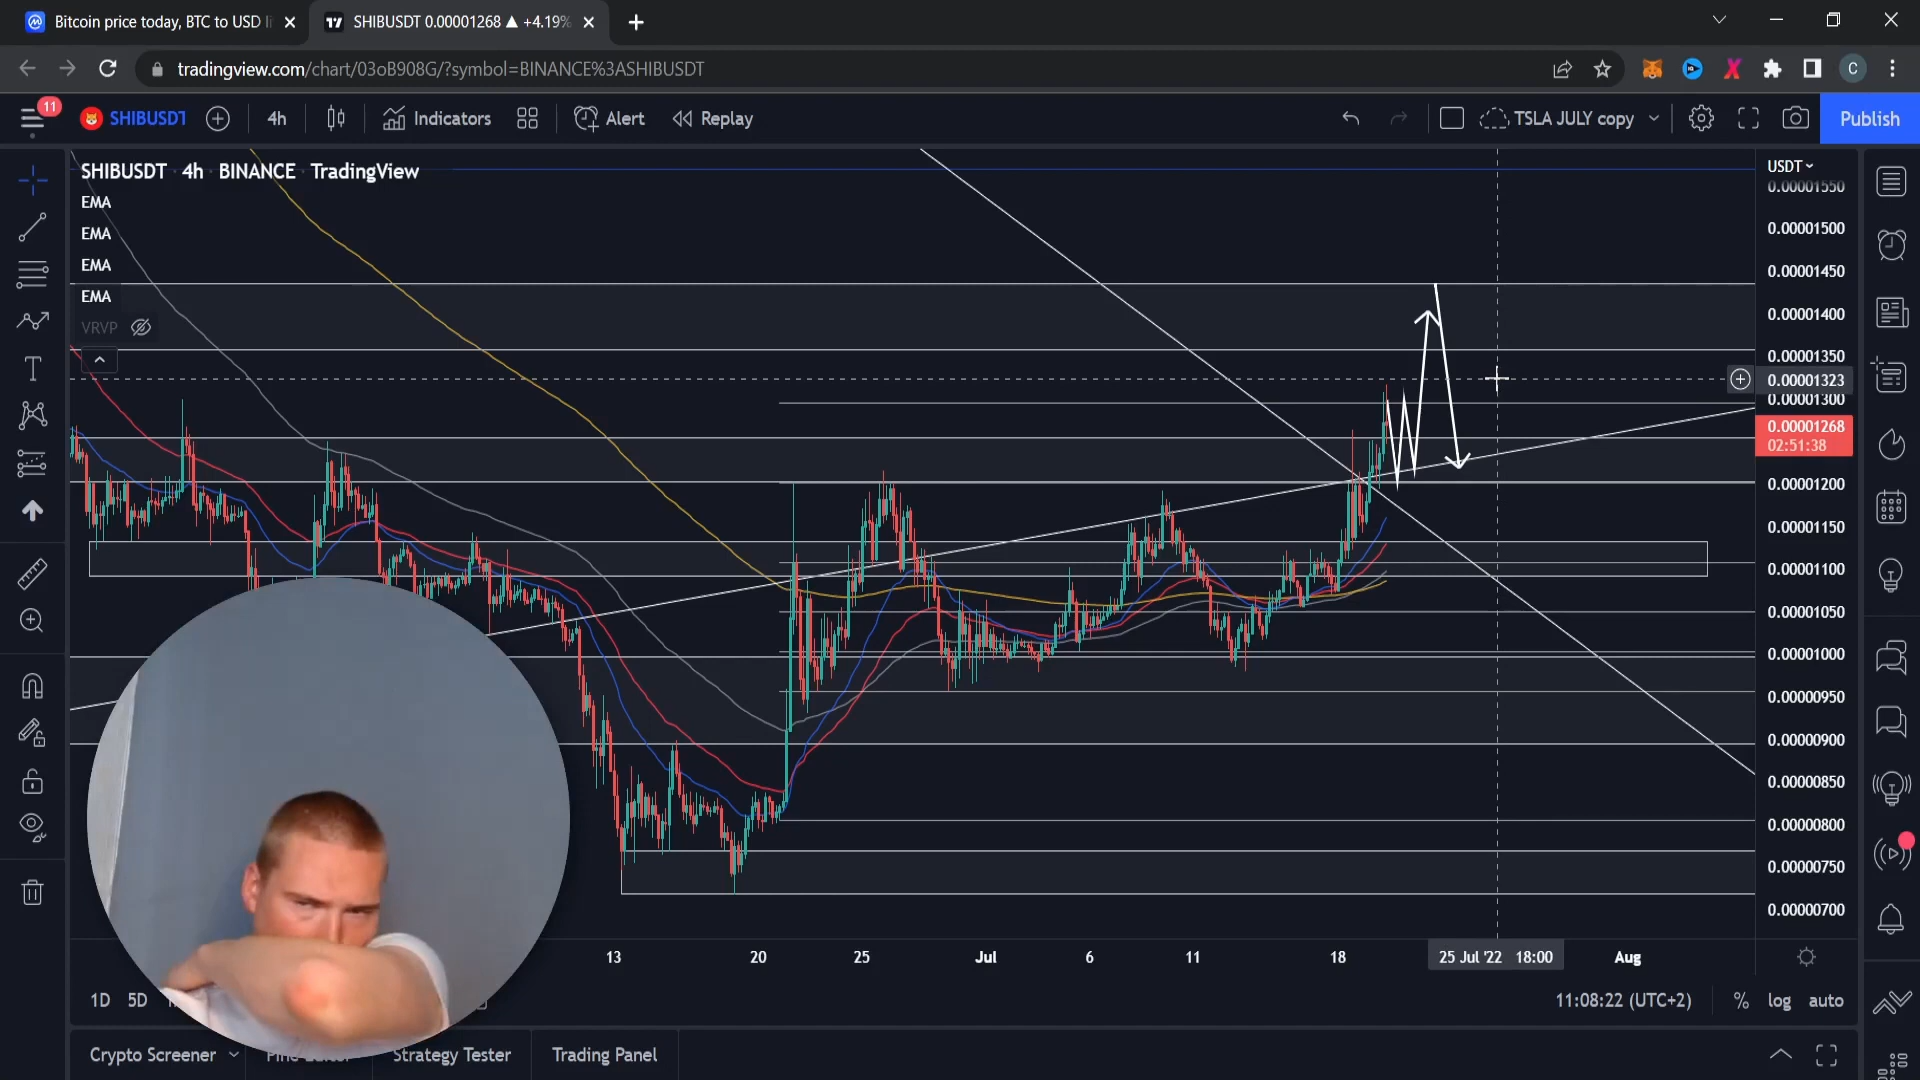 Bitcoin price today, BTC to USD li
SHIBUSDT 0.00001268 ▲ +4.19%
tradingview.com/chart/03oB908G/?symbol=BINANCE%3ASHIBUSDT
C
11
SHIBUSDT
4h
Indicators
Alert
Replay
TSLA JULY copy
Publish
SHIBUSDT 4h BINANCE TradingView
EMA
EMA
EMA
EMA
VRVP
USDT
0.00001550
0.00001500
0.00001450
0.00001400
0.00001350
0.00001323
0.00001300
0.00001268
02:51:38
0.00001200
0.00001150
0.00001100
0.00001050
0.00001000
0.00000950
0.00000900
0.00000850
0.00000800
0.00000750
0.00000700
13
20
25
Jul
6
11
18
25 Jul '22 18:00
Aug
1D 5D
11:08:22 (UTC+2)
% log auto
Crypto Screener
Pine Editor
Strategy Tester
Trading Panel